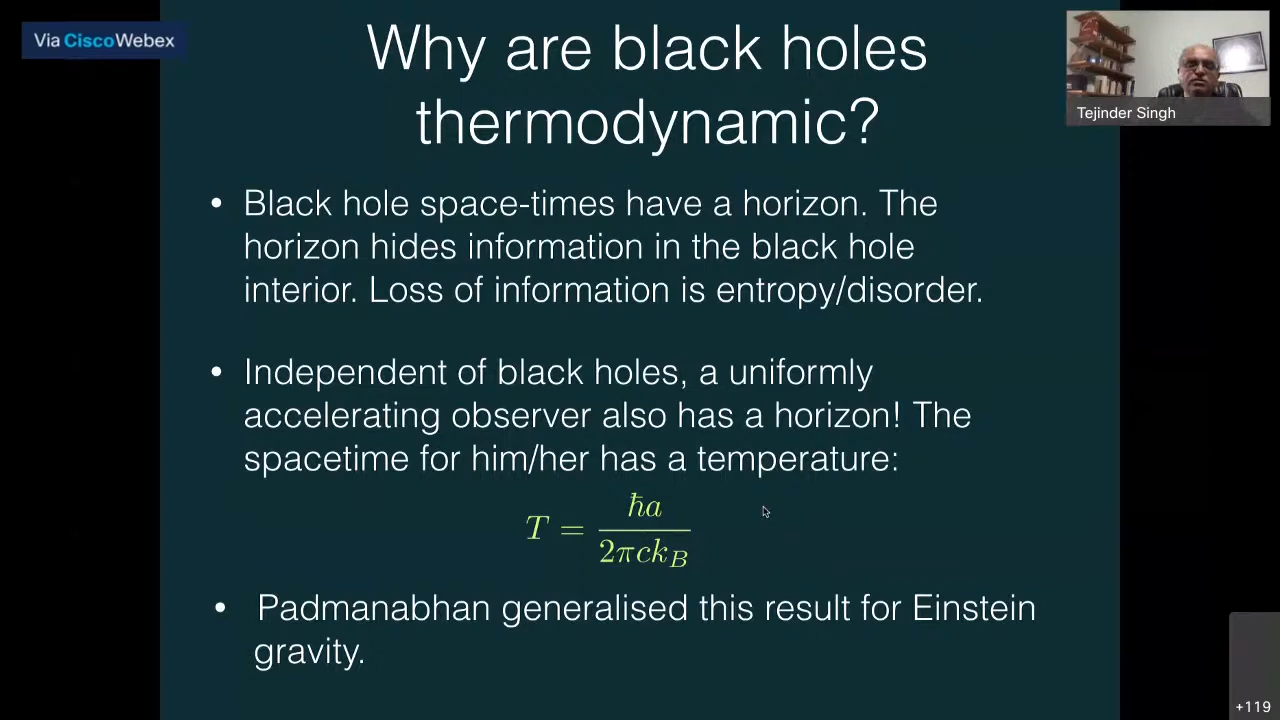 Via Cisco Webex
Why are black holes
thermodynamic?
Tejinder Singh
• Black hole space-times have a horizon. The
horizon hides information in the black hole
interior. Loss of information is entropy/disorder.
• Independent of black holes, a uniformly
accelerating observer also has a horizon! The
spacetime for him/her has a temperature:
T = ħa / 2πck_B
• Padmanabhan generalised this result for Einstein
gravity.
+119